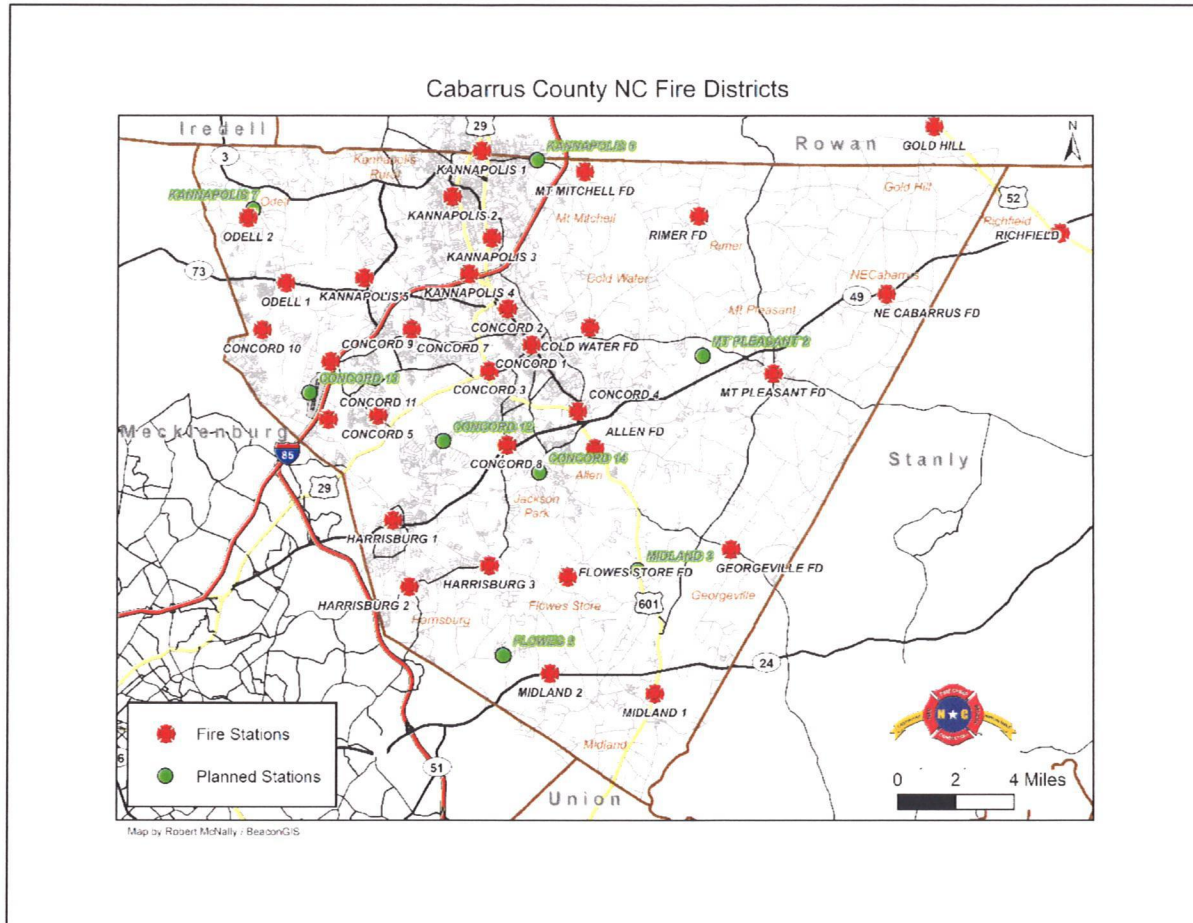 Cabarrus County NC Fire Districts
Iredell
29
KANNAPOLIS 6
Rowan
GOLD HILL
N
3
Kannapolis
Rural
KANNAPOLIS 1
MT MITCHELL FD
Gold Hill
52
KANNAPOLIS 7
Odell
KANNAPOLIS 2
Mt Mitchell
RIMER FD
Rimer
Richfield
RICHFIELD
ODELL 2
KANNAPOLIS 3
73
Cold Water
NECabarrus
ODELL 1
KANNAPOLIS 5
KANNAPOLIS 4
49
NE CABARRUS FD
CONCORD 2
Mt Pleasant
CONCORD 10
CONCORD 9
CONCORD 7
COLD WATER FD
MT PLEASANT 2
CONCORD 1
CONCORD 3
MT PLEASANT FD
CONCORD 13
CONCORD 11
CONCORD 4
Mecklenburg
CONCORD 5
CONCORD 12
ALLEN FD
85
CONCORD 8
CONCORD 14
Stanly
29
Allen
Jackson
Park
HARRISBURG 1
MIDLAND 3
GEORGEVILLE FD
HARRISBURG 3
FLOWES STORE FD
HARRISBURG 2
Flowes Store
601
Georgeville
Harrisburg
FLOWES 2
24
MIDLAND 2
MIDLAND 1
N C
Fire Stations
Midland
Planned Stations
6
51
Union
0 2 4 Miles
Map by Robert McNally / BeaconGIS